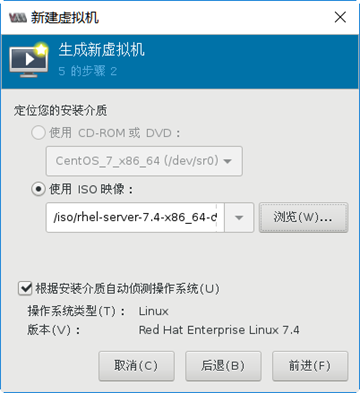 新建虚拟机
生成新虚拟机
5 的步骤 2
定位您的安装介质
使用 CD-ROM 或 DVD：
CentOS_7_x86_64 (/dev/sr0)
使用 ISO 映像：
/iso/rhel-server-7.4-x86_64-d
浏览(W)...
根据安装介质自动侦测操作系统(U)
操作系统类型(T)： Linux
版本(V)： Red Hat Enterprise Linux 7.4
取消(C) 后退(B) 前进(F)